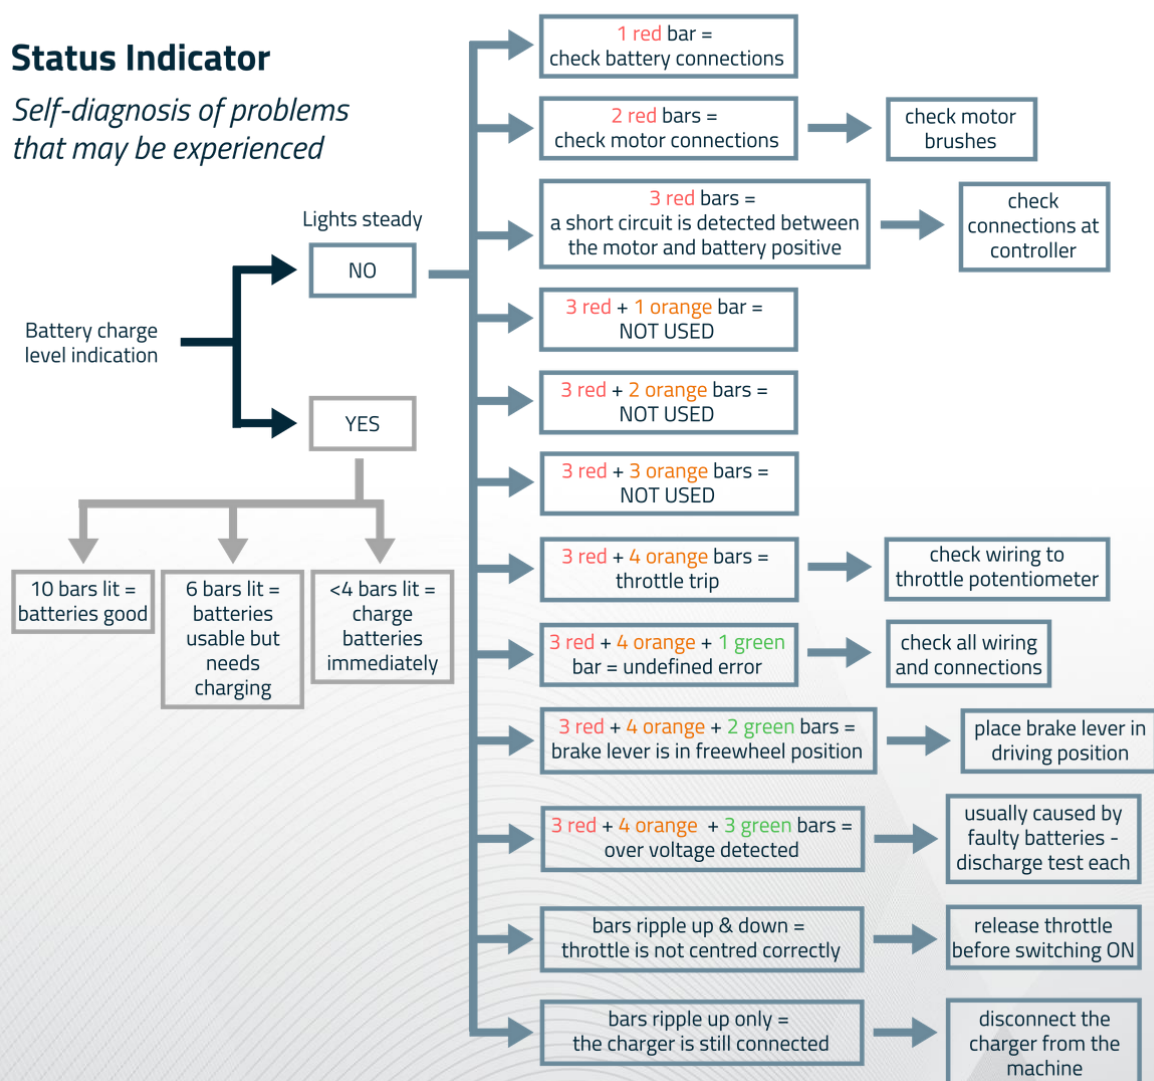 Status Indicator
Self-diagnosis of problems
that may be experienced
Battery charge
level indication
Lights steady
NO
YES
10 bars lit =
batteries good
6 bars lit =
batteries
usable but
needs
charging
<4 bars lit =
charge
batteries
immediately
1 red bar =
check battery connections
2 red bars =
check motor connections
check motor
brushes
3 red bars =
a short circuit is detected between
the motor and battery positive
check
connections at
controller
3 red + 1 orange bar =
NOT USED
3 red + 2 orange bars =
NOT USED
3 red + 3 orange bars =
NOT USED
3 red + 4 orange bars =
throttle trip
check wiring to
throttle potentiometer
3 red + 4 orange + 1 green
bar = undefined error
check all wiring
and connections
3 red + 4 orange + 2 green bars =
brake lever is in freewheel position
place brake lever in
driving position
3 red + 4 orange + 3 green bars =
over voltage detected
usually caused by
faulty batteries -
discharge test each
bars ripple up & down =
throttle is not centred correctly
release throttle
before switching ON
bars ripple up only =
the charger is still connected
disconnect the
charger from the
machine